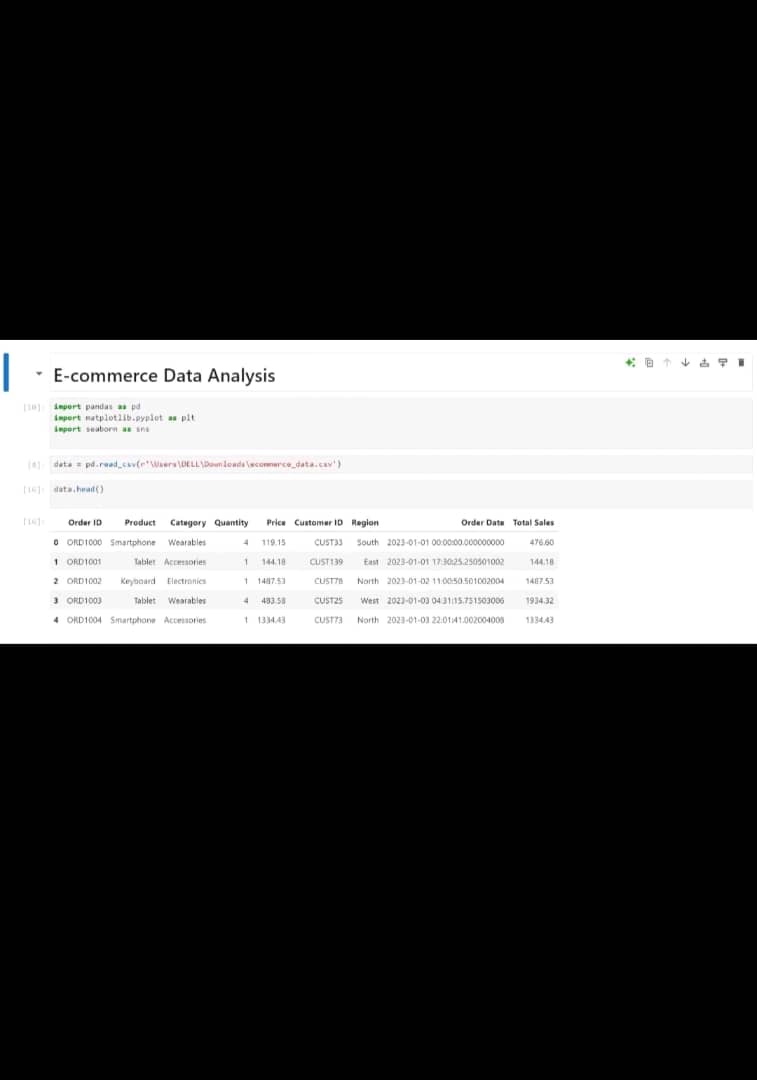 E-commerce Data Analysis
[10]: import pandas as pd
import matplotlib.pyplot as plt
import seaborn as sns
[8]: data = pd.read_csv(r'\Users\DELL\Downloads\ecommerce_data.csv')
[16]: data.head()
[16]: Order ID Product Category Quantity Price Customer ID Region Order Date Total Sales
0 ORD1000 Smartphone Wearables 4 119.15 CUST33 South 2023-01-01 00:00:00.000000000 476.60
1 ORD1001 Tablet Accessories 1 144.18 CUST139 East 2023-01-01 17:30:25.250501002 144.18
2 ORD1002 Keyboard Electronics 1 1487.53 CUST78 North 2023-01-02 11:00:50.501002004 1487.53
3 ORD1003 Tablet Wearables 4 483.58 CUST25 West 2023-01-03 04:31:15.751503006 1934.32
4 ORD1004 Smartphone Accessories 1 1334.43 CUST73 North 2023-01-03 22:01:41.002004008 1334.43